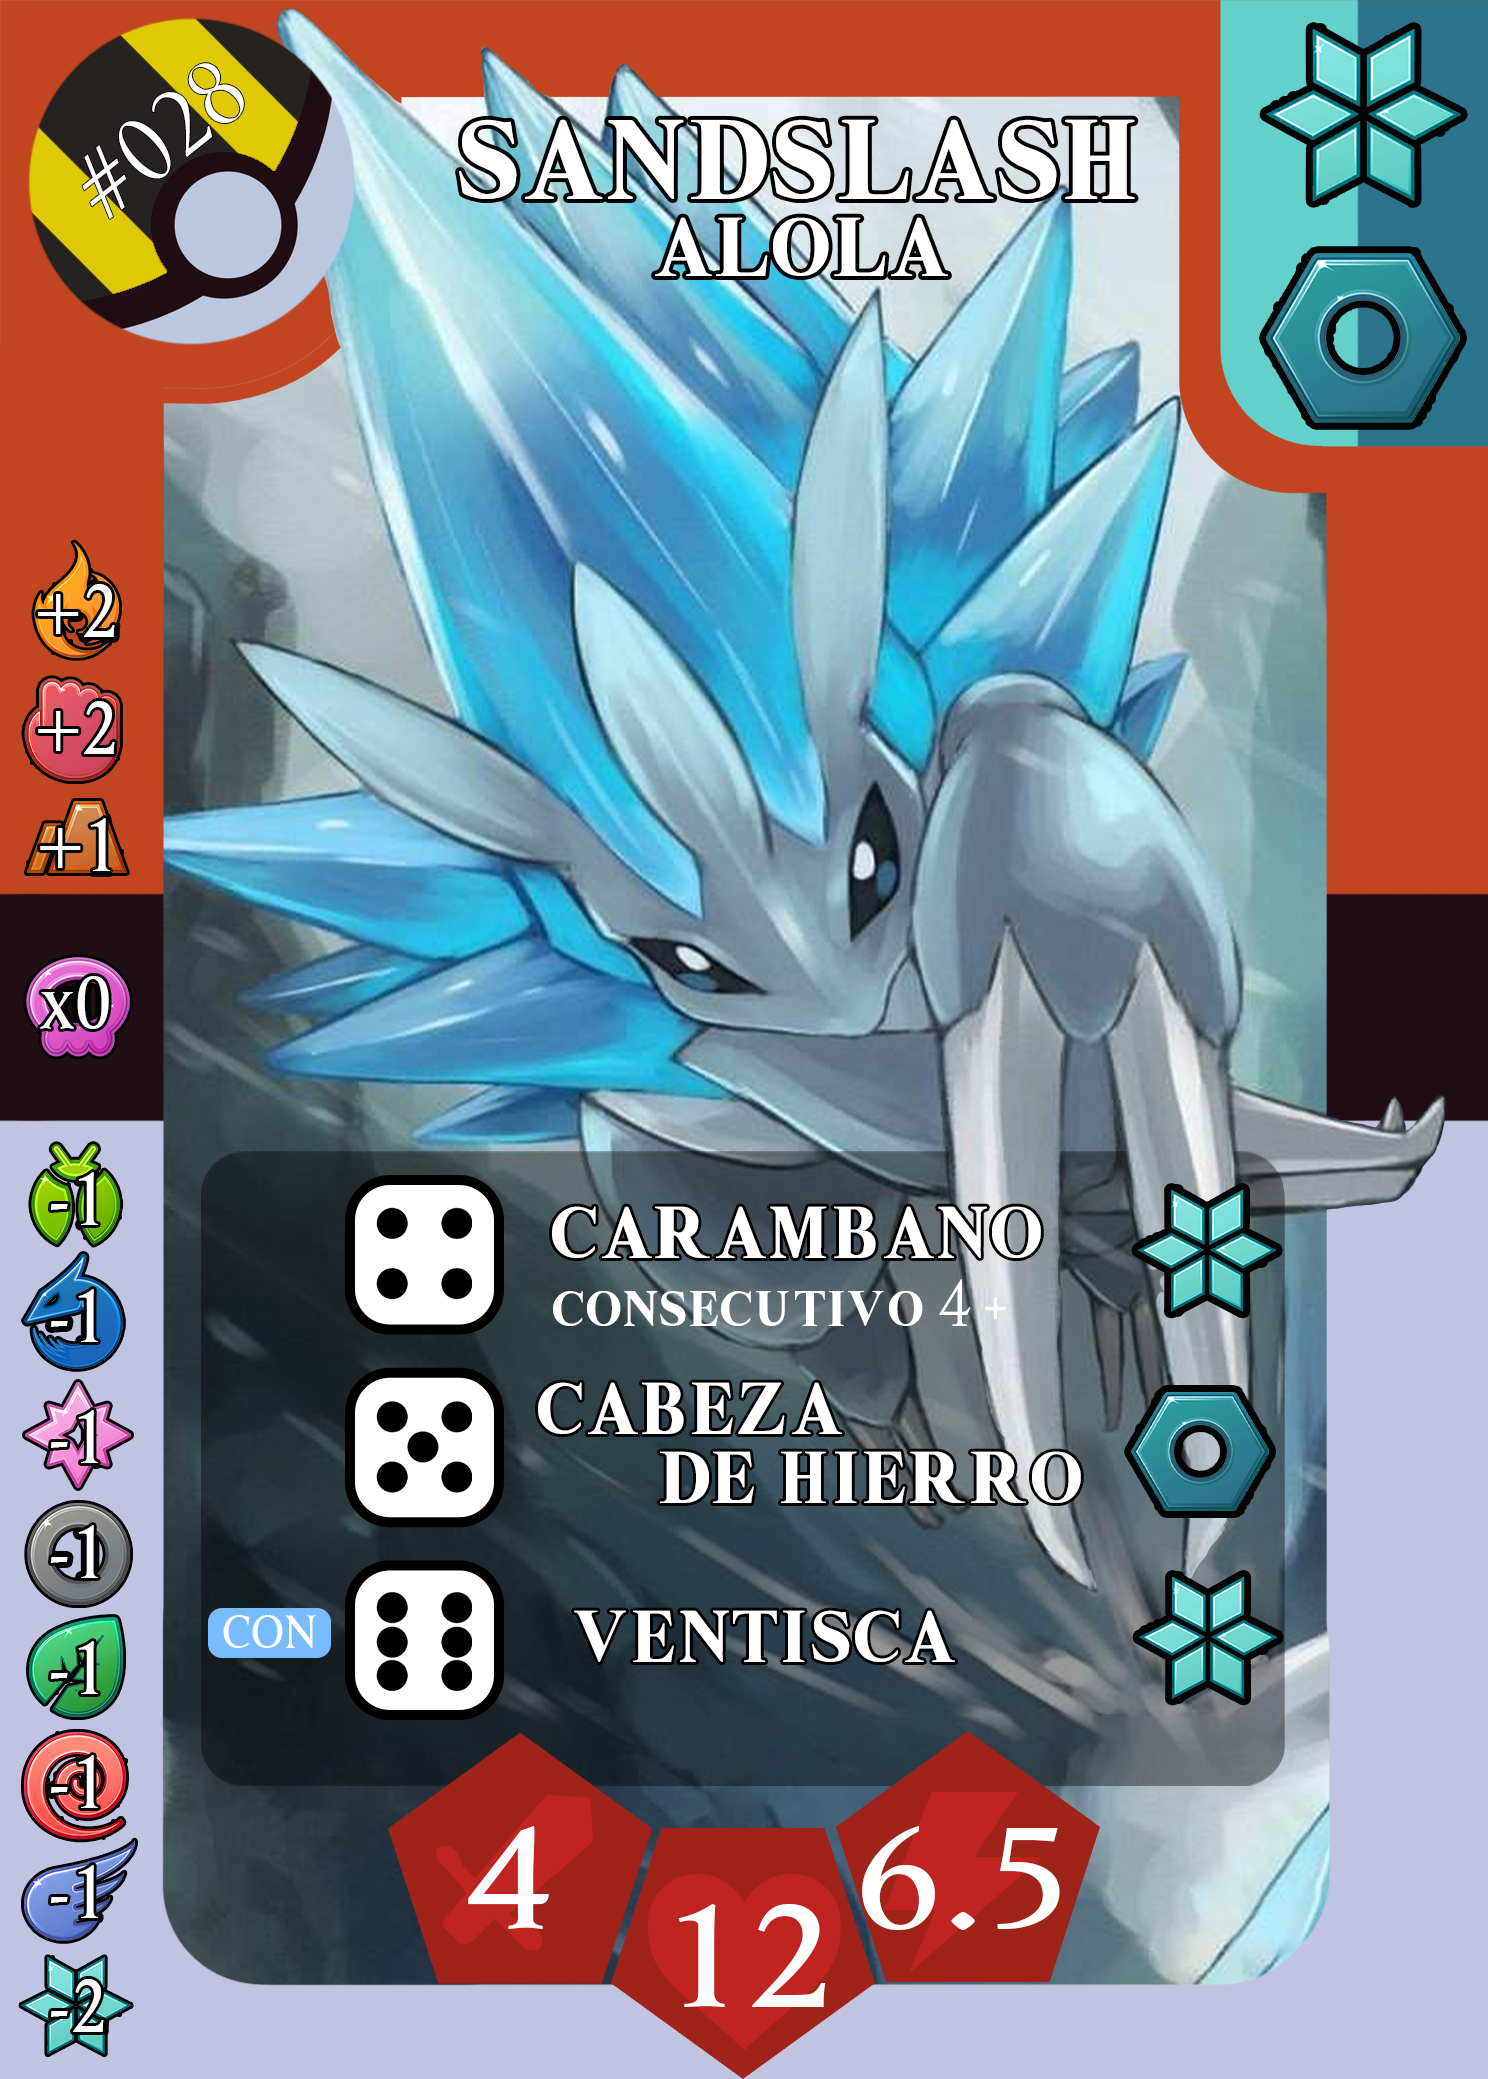 #028
SANDSLASH
ALOLA
+2
+2
+1
x0
-1
-1
-1
-1
-1
-1
-1
-2
CARAMBANO
CONSECUTIVO 4 +
CABEZA
DE HIERRO
CON
VENTISCA
4
12
6.5